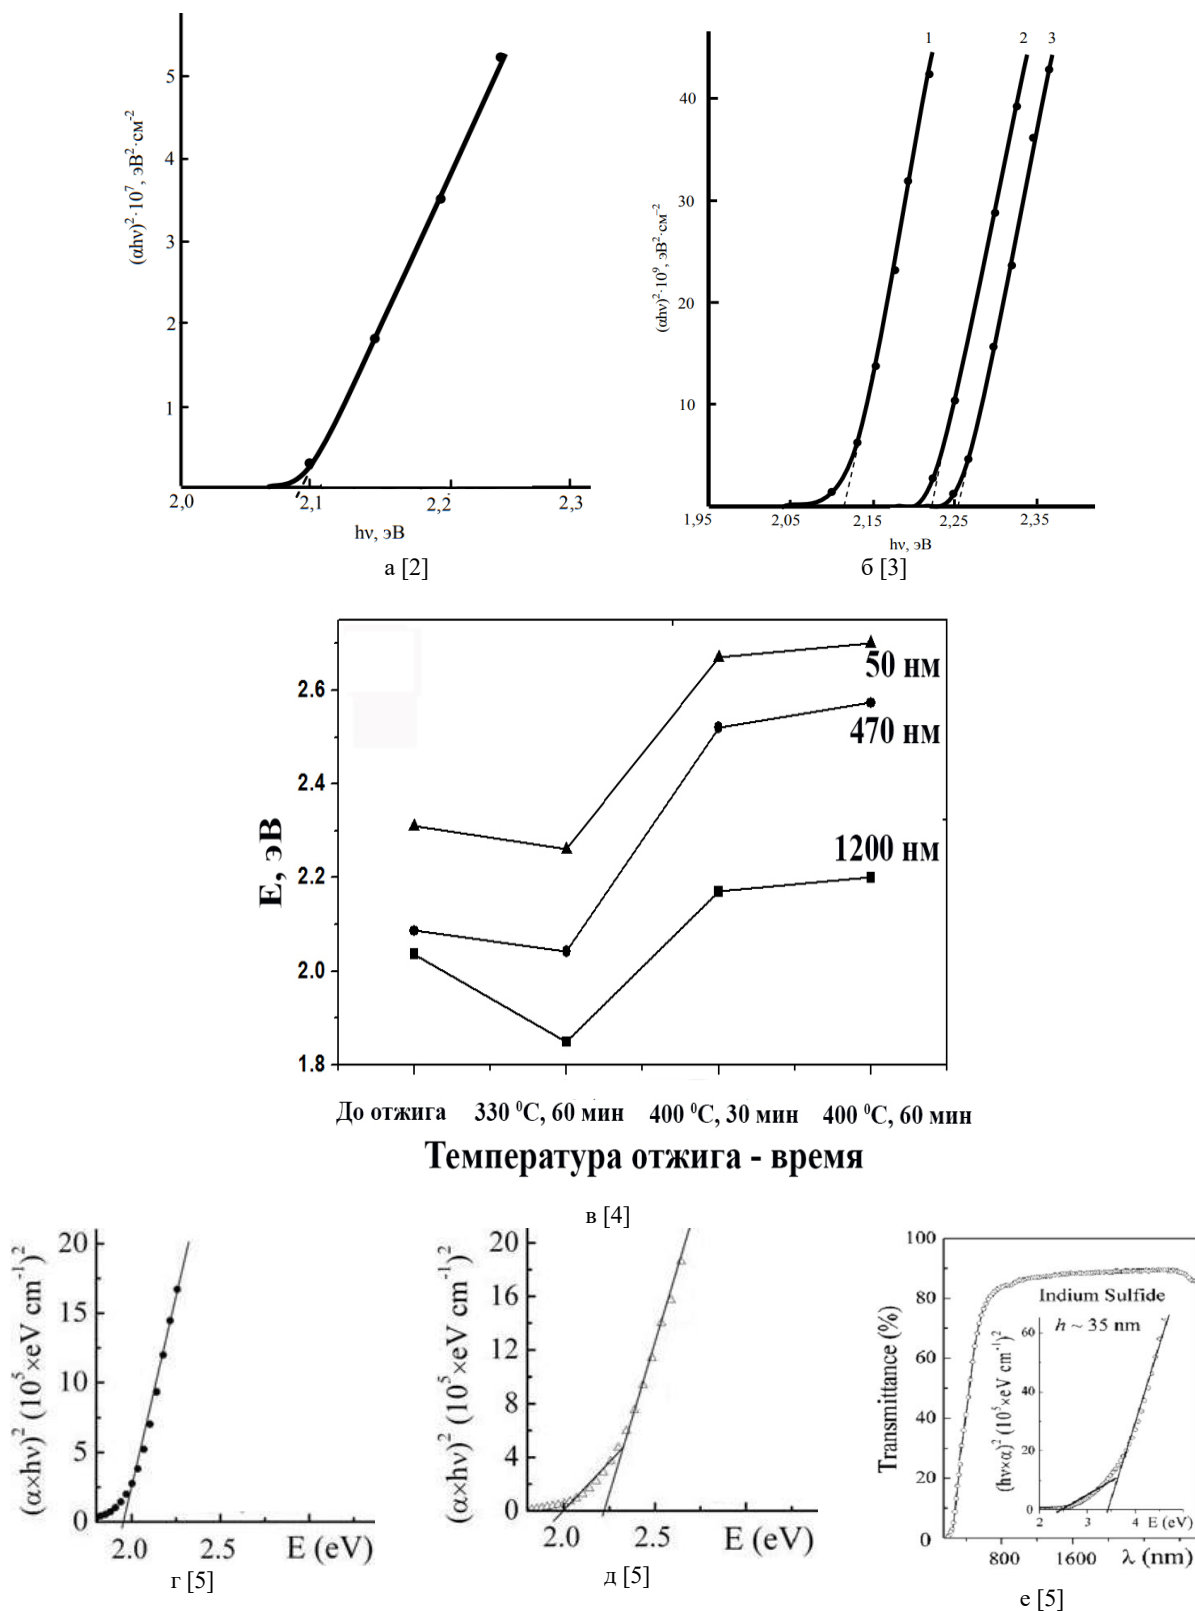 (αhν)²·10⁷, эВ²·см⁻²
5
4
3
2
1
2,0
2,1
2,2
2,3
hν, эВ
а [2]
(αhν)²·10⁹, эВ²·см⁻²
40
30
20
10
1
2
3
1,95
2,05
2,15
2,25
2,35
hν, эВ
б [3]
E, эВ
2.6
2.4
2.2
2.0
1.8
50 нм
470 нм
1200 нм
До отжига
330 ⁰C, 60 мин
400 ⁰C, 30 мин
400 ⁰C, 60 мин
Температура отжига - время
в [4]
(α×hν)² (10⁵×eV cm⁻¹)²
20
15
10
5
0
2.0
2.5
E (eV)
г [5]
(α×hν)² (10⁵×eV cm⁻¹)²
20
16
12
8
4
0
2.0
2.5
E (eV)
д [5]
Transmittance (%)
100
80
60
40
20
0
Indium Sulfide
h ~ 35 nm
(hν×α)² (10⁵×eV cm⁻¹)²
60
40
20
0
2
3
4
E (eV)
800
1600
λ (nm)
е [5]